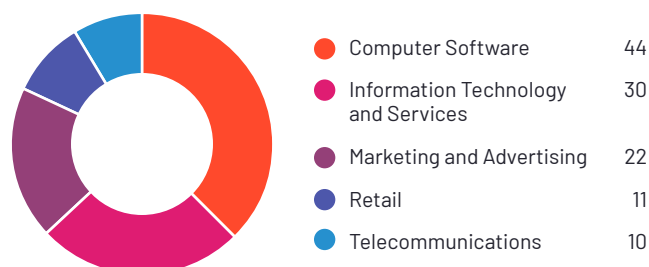 Computer Software 44
Information Technology 30
and Services
Marketing and Advertising 22
Retail 11
Telecommunications 10